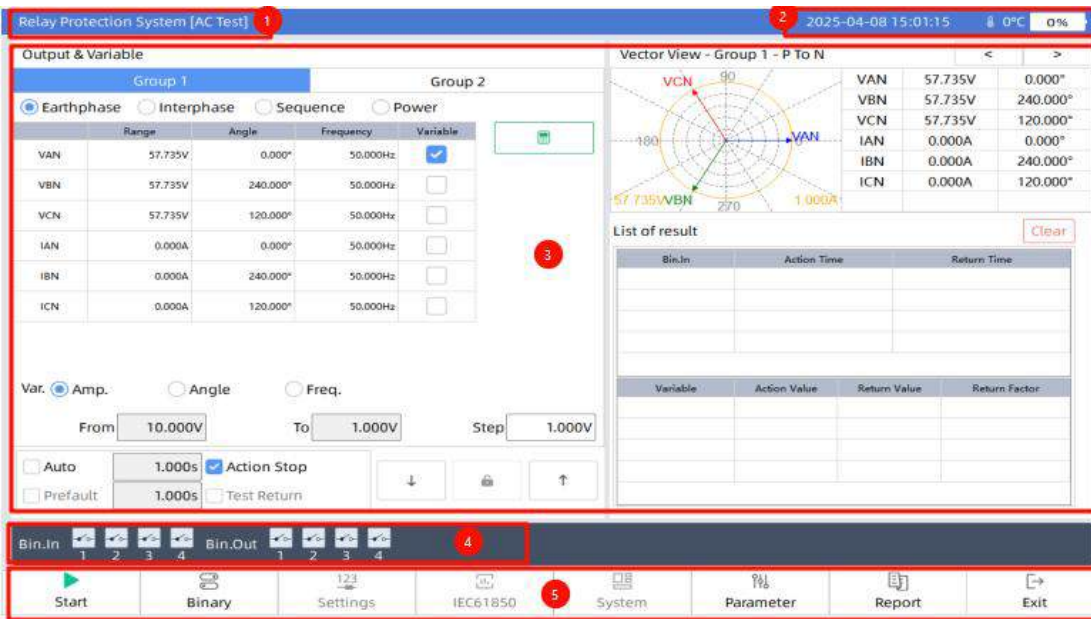 Relay Protection System [AC Test] 1
2 2025-04-08 15:01:15 0°C 0%
Output & Variable
Group 1 Group 2
Earthphase Interphase Sequence Power
Range Angle Frequency Variable
VAN 57.735V 0.000° 50.000Hz
VBN 57.735V 240.000° 50.000Hz
VCN 57.735V 120.000° 50.000Hz
IAN 0.000A 0.000° 50.000Hz
IBN 0.000A 240.000° 50.000Hz
ICN 0.000A 120.000° 50.000Hz
3
Var. Amp. Angle Freq.
From 10.000V To 1.000V Step 1.000V
Auto 1.000s Action Stop
Prefault 1.000s Test Return
↓ ↑
Vector View - Group 1 - P To N < >
VCN 90
180 VAN 0
57.735V VBN 270 1.000A
VAN 57.735V 0.000°
VBN 57.735V 240.000°
VCN 57.735V 120.000°
IAN 0.000A 0.000°
IBN 0.000A 240.000°
ICN 0.000A 120.000°
List of result Clear
Bin.In Action Time Return Time
Variable Action Value Return Value Return Factor
Bin.In 1 2 3 4 Bin.Out 1 2 3 4 4
123
Start Binary Settings IEC61850 5 System Parameter Report Exit